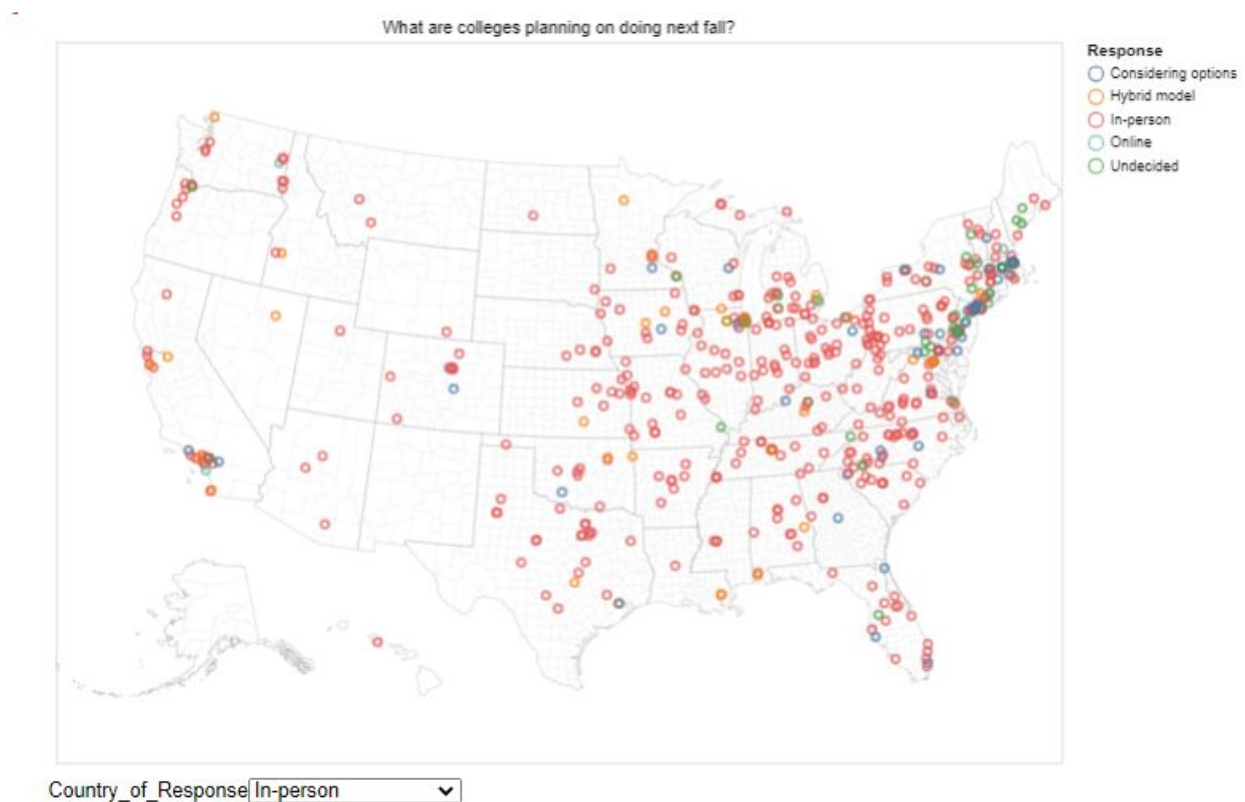 What are colleges planning on doing next fall?
Response
Considering options
Hybrid model
In-person
Online
Undecided
Country_of_Response In-person